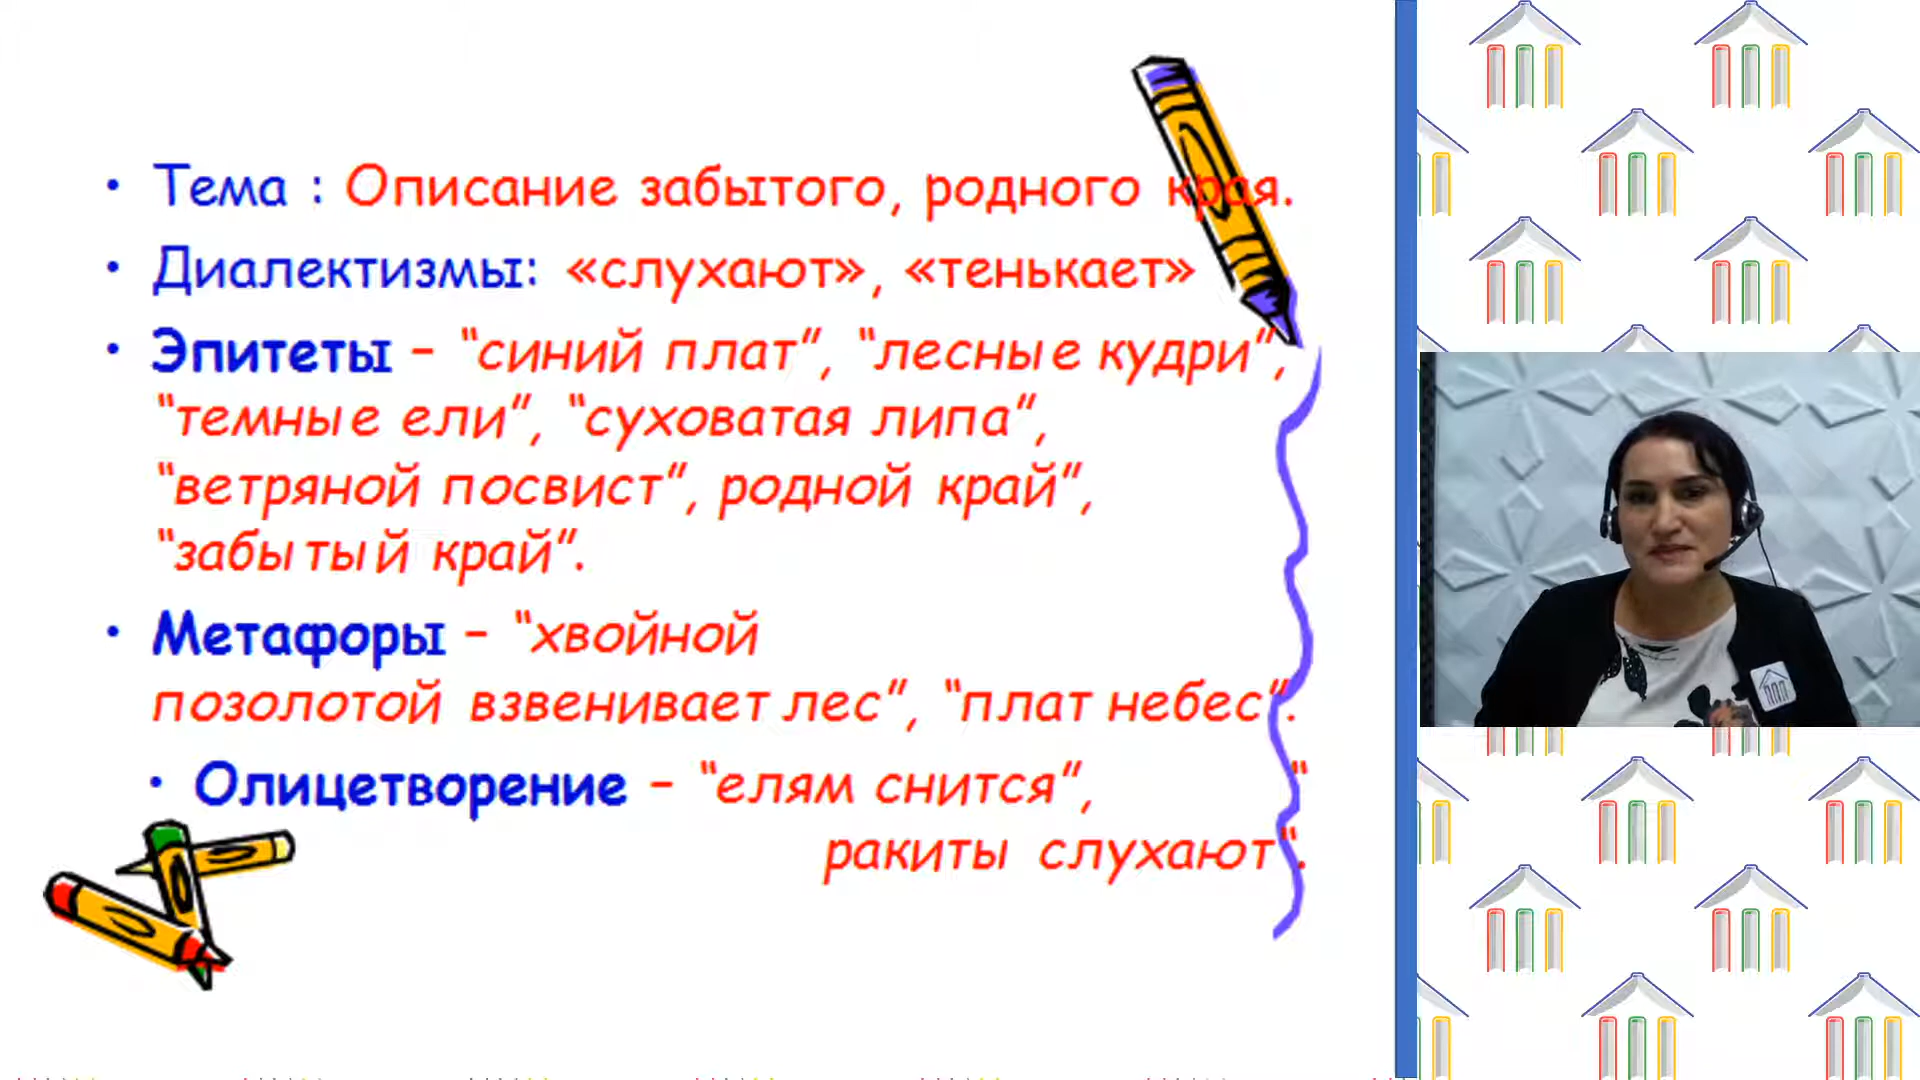 • Тема : Описание забытого, родного края.
• Диалектизмы: «слухают», «тенькает»
• Эпитеты – “синий плат”, “лесные кудри”,
“темные ели”, “суховатая липа”,
“ветряной посвист”, родной край”,
“забытый край”.
• Метафоры – “хвойной
позолотой взвенивает лес”, “плат небес”.
• Олицетворение – “елям снится”, “
ракиты слухают“.